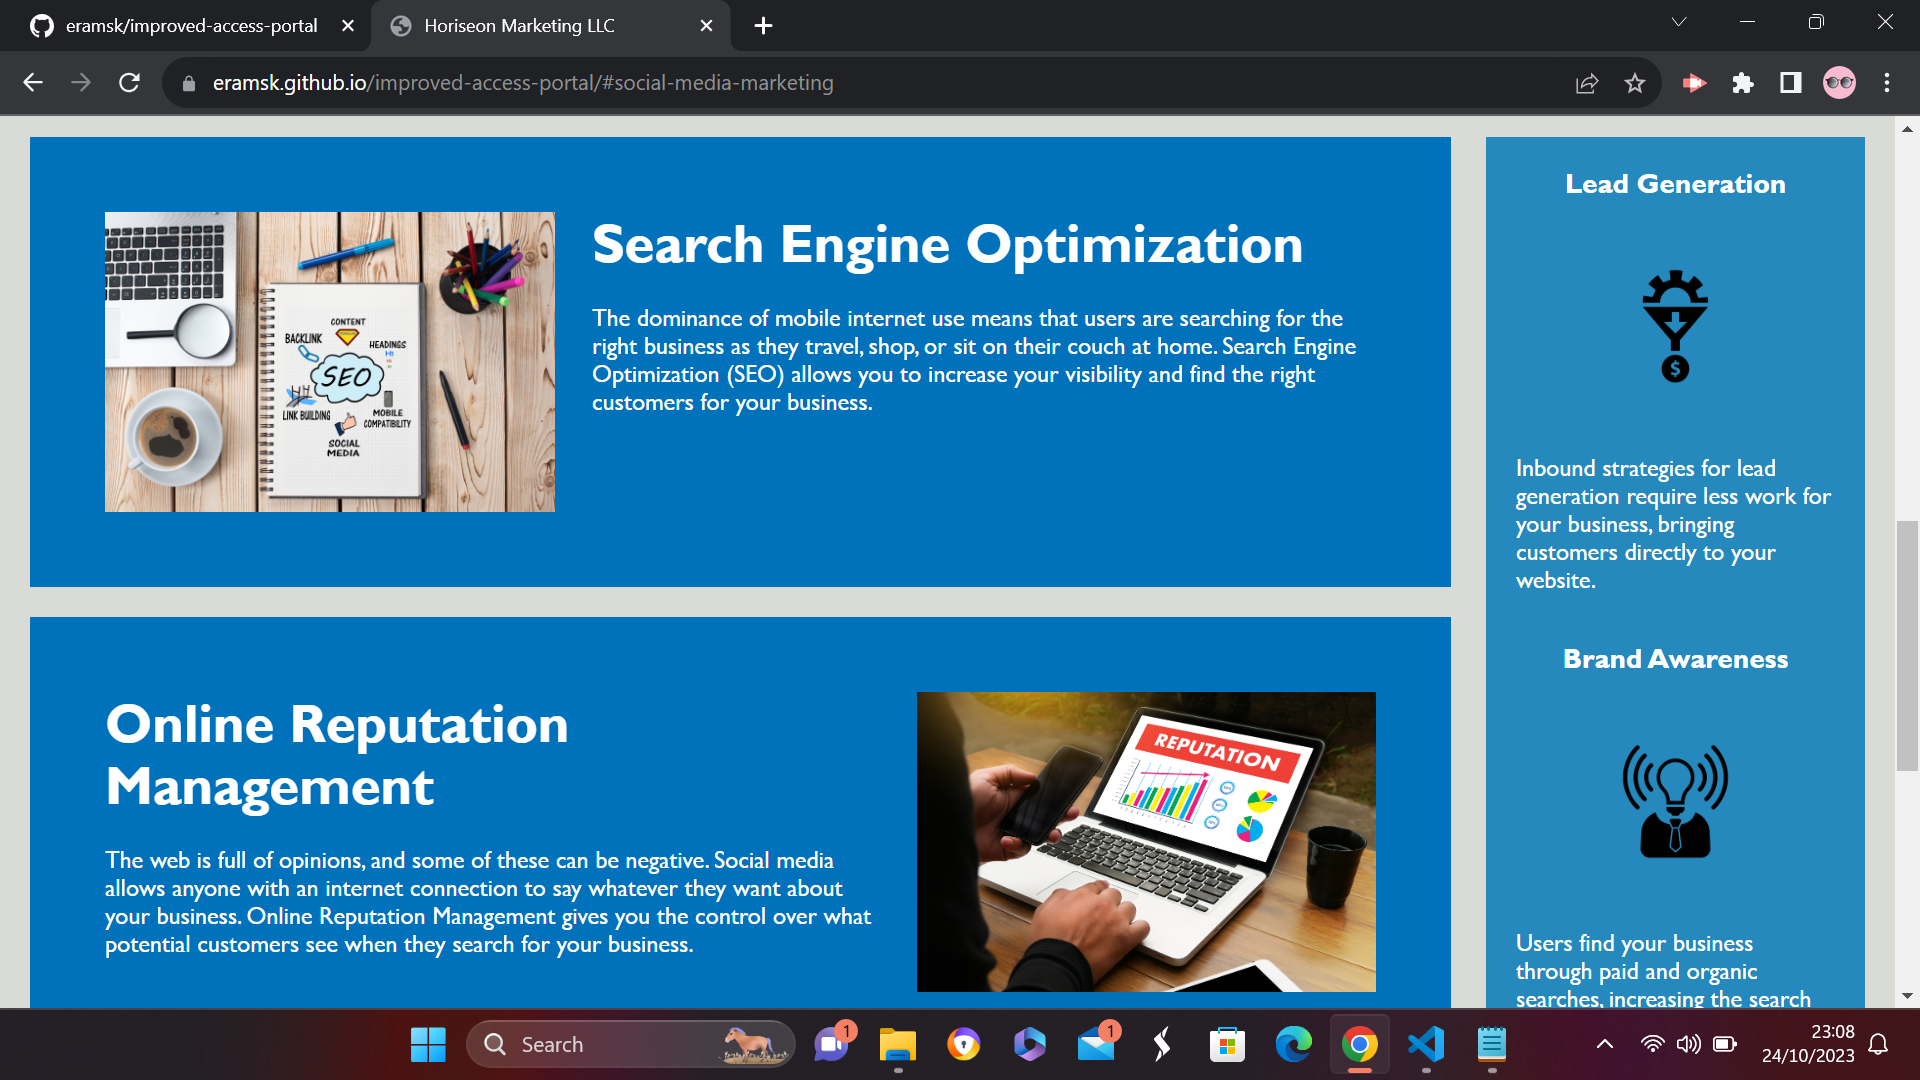 eramsk/improved-access-portal
Horiseon Marketing LLC
eramsk.github.io/improved-access-portal/#social-media-marketing
Search Engine Optimization
The dominance of mobile internet use means that users are searching for the
right business as they travel, shop, or sit on their couch at home. Search Engine
Optimization (SEO) allows you to increase your visibility and find the right
customers for your business.
CONTENT
BACKLINK
HEADINGS
H1
SEO
LINK BUILDING
MOBILE
COMPATIBILITY
SOCIAL
MEDIA
Online Reputation
Management
The web is full of opinions, and some of these can be negative. Social media
allows anyone with an internet connection to say whatever they want about
your business. Online Reputation Management gives you the control over what
potential customers see when they search for your business.
REPUTATION
Lead Generation
$
Inbound strategies for lead
generation require less work for
your business, bringing
customers directly to your
website.
Brand Awareness
Users find your business
through paid and organic
searches, increasing the search
Search
1
1
23:08
24/10/2023